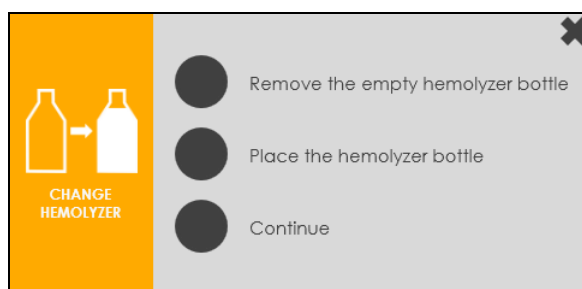 CHANGE
HEMOLYZER
Remove the empty hemolyzer bottle
Place the hemolyzer bottle
Continue